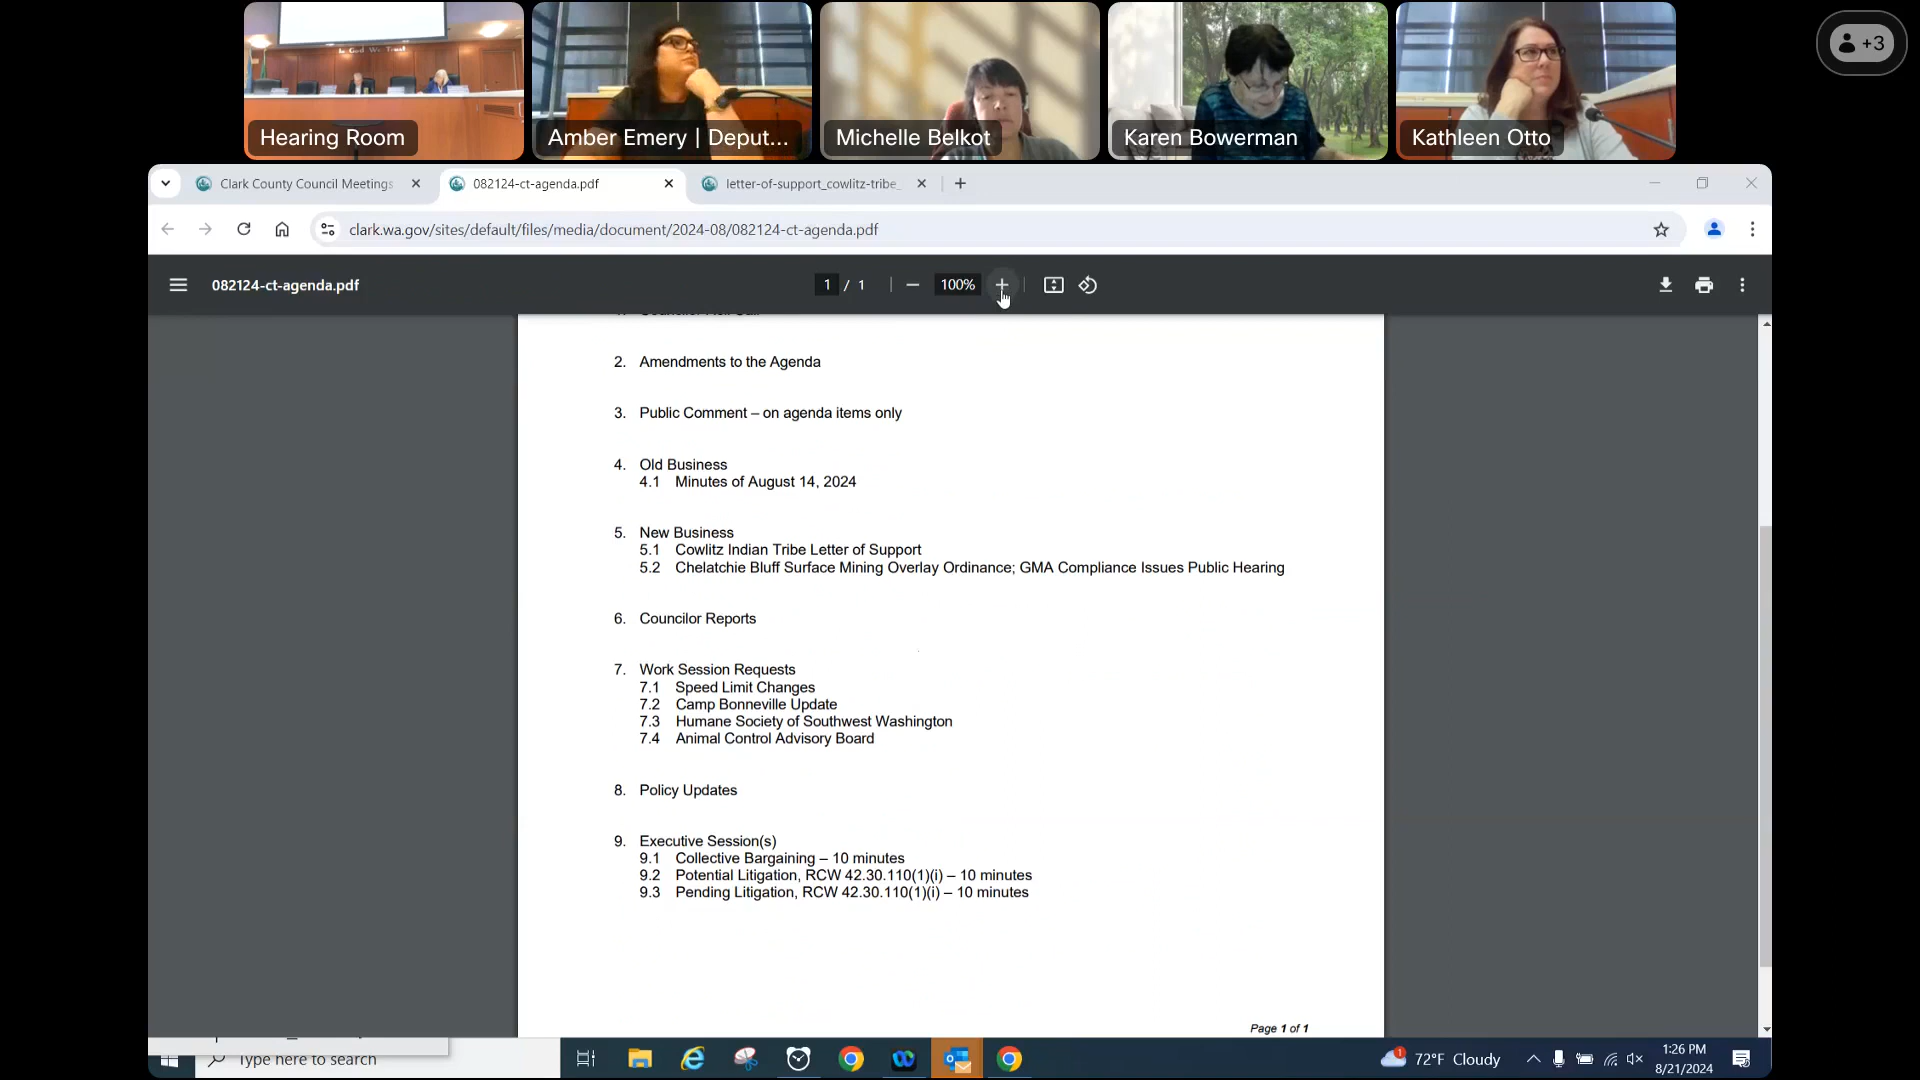 In God We Trust
+3
Hearing Room
Amber Emery | Deput...
Michelle Belkot
Karen Bowerman
Kathleen Otto
Clark County Council Meetings
082124-ct-agenda.pdf
letter-of-support_cowlitz-tribe_
clark.wa.gov/sites/default/files/media/document/2024-08/082124-ct-agenda.pdf
082124-ct-agenda.pdf
1 / 1
100%
2. Amendments to the Agenda
3. Public Comment – on agenda items only
4. Old Business
4.1 Minutes of August 14, 2024
5. New Business
5.1 Cowlitz Indian Tribe Letter of Support
5.2 Chelatchie Bluff Surface Mining Overlay Ordinance; GMA Compliance Issues Public Hearing
6. Councilor Reports
7. Work Session Requests
7.1 Speed Limit Changes
7.2 Camp Bonneville Update
7.3 Humane Society of Southwest Washington
7.4 Animal Control Advisory Board
8. Policy Updates
9. Executive Session(s)
9.1 Collective Bargaining – 10 minutes
9.2 Potential Litigation, RCW 42.30.110(1)(i) – 10 minutes
9.3 Pending Litigation, RCW 42.30.110(1)(i) – 10 minutes
Page 1 of 1
Type here to search
1
72°F Cloudy
1:26 PM
8/21/2024